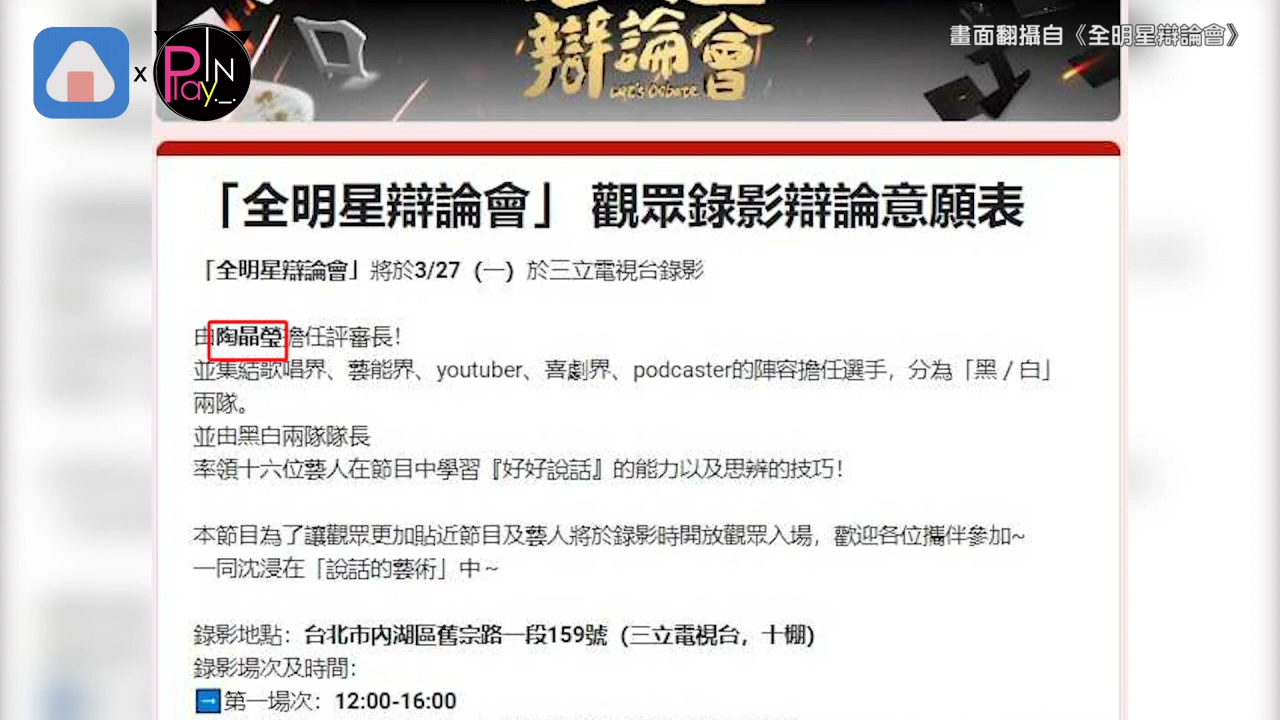 畫面翻攝自《全明星辯論會》
x
PIN
Play._.
辯論會
Let's Debate
「全明星辯論會」 觀眾錄影辯論意願表
「全明星辯論會」將於3/27（一）於三立電視台錄影
由陶晶瑩擔任評審長!
並集結歌唱界、藝能界、youtuber、喜劇界、podcaster的陣容擔任選手，分為「黑 / 白」
兩隊。
並由黑白兩隊隊長
率領十六位藝人在節目中學習『好好說話』的能力以及思辨的技巧!
本節目為了讓觀眾更加貼近節目及藝人將於錄影時開放觀眾入場，歡迎各位攜伴參加~
一同沈浸在「說話的藝術」中~
錄影地點：台北市內湖區舊宗路一段159號（三立電視台，十棚）
錄影場次及時間：
➡第一場次：12:00-16:00